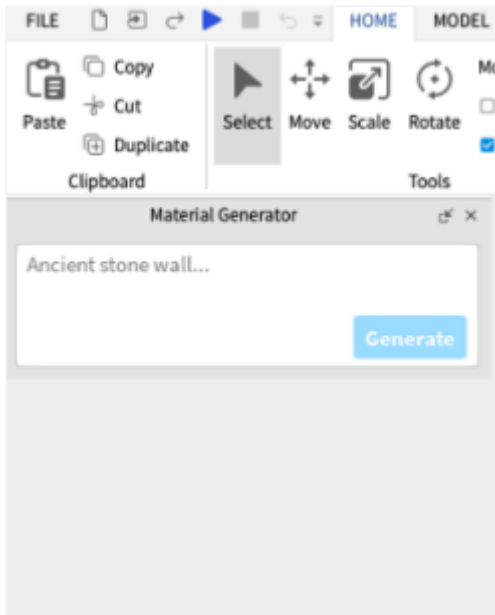 FILE HOME MODEL
Paste
Copy
Cut
Duplicate
Clipboard
Select Move Scale Rotate
Tools
Material Generator
Ancient stone wall...
Generate